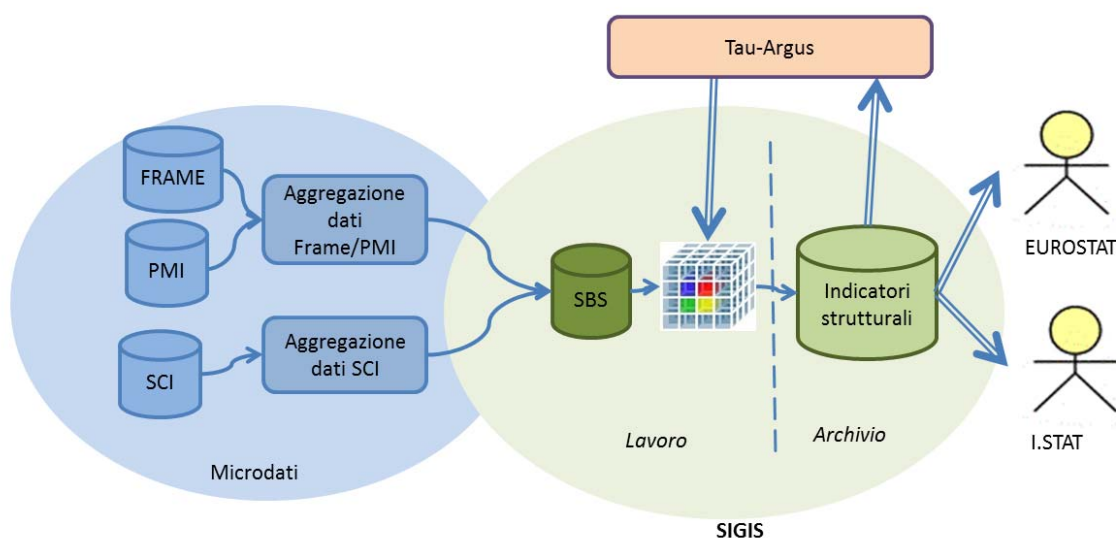 Tau-Argus
FRAME
Aggregazione
dati
Frame/PMI
PMI
EUROSTAT
SBS
Indicatori
strutturali
Aggregazione
dati SCI
SCI
Lavoro
Archivio
I.STAT
Microdati
SIGIS